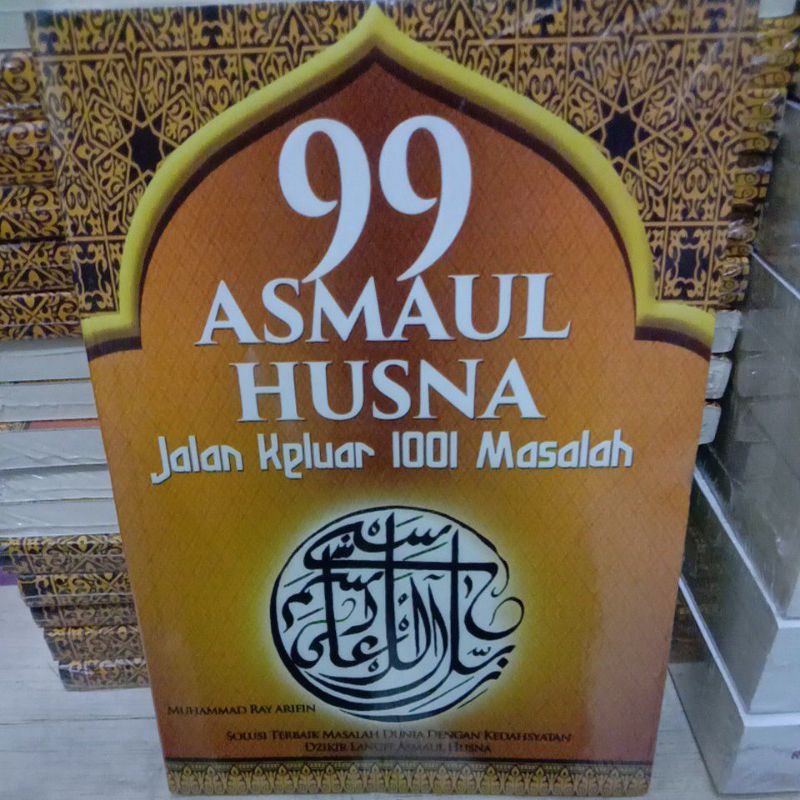 99
ASMAUL
HUSNA
Jalan Keluar 1001 Masalah
MUHAMMAD RAY ARIFIN
SOLUSI TERBAIK MASALAH DUNIA DENGAN KEDAHSYATAN
DZIKIR LANGIT ASMAUL HUSNA